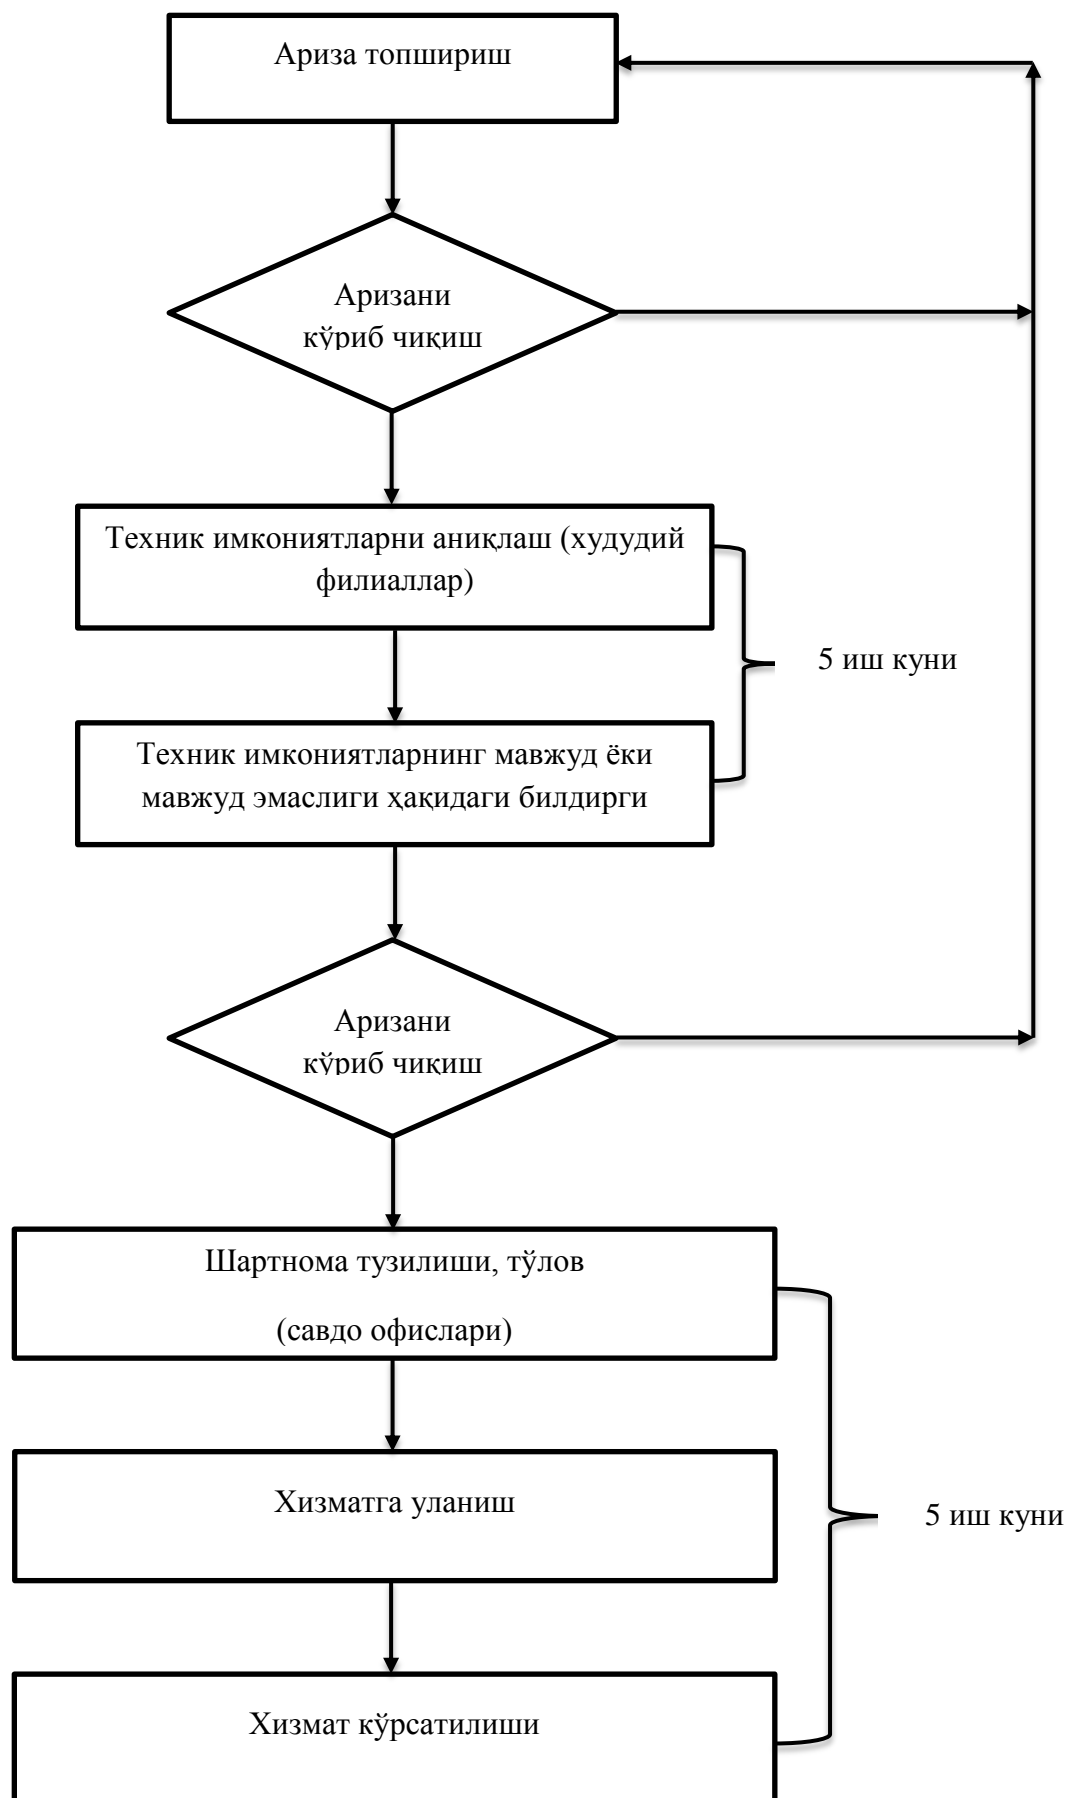 Ариза топшириш
Аризани
кўриб чиқиш
Техник имкониятларни аниқлаш (худудий
филиаллар)
5 иш куни
Техник имкониятларнинг мавжуд ёки
мавжуд эмаслиги ҳақидаги билдирги
Аризани
кўриб чиқиш
Шартнома тузилиши, тўлов
(савдо офислари)
Хизматга уланиш
5 иш куни
Хизмат кўрсатилиши